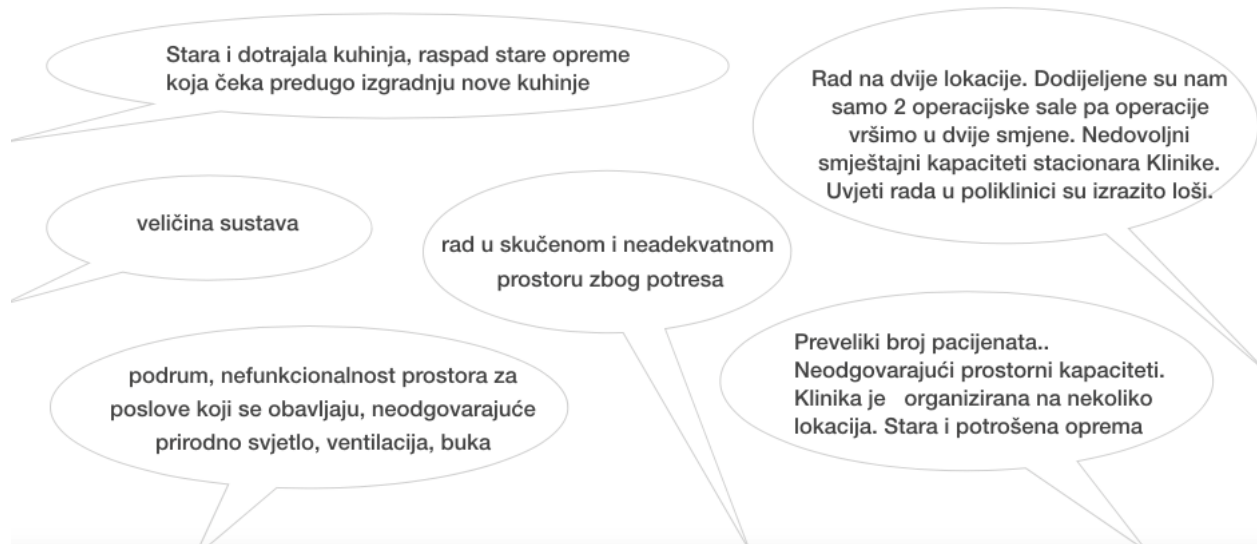 Stara i dotrajala kuhinja, raspad stare opreme
koja čeka predugo izgradnju nove kuhinje
Rad na dvije lokacije. Dodijeljene su nam
samo 2 operacijske sale pa operacije
vršimo u dvije smjene. Nedovoljni
smještajni kapaciteti stacionara Klinike.
Uvjeti rada u poliklinici su izrazito loši.
veličina sustava
rad u skučenom i neadekvatnom
prostoru zbog potresa
podrum, nefunkcionalnost prostora za
poslove koji se obavljaju, neodgovarajuće
prirodno svjetlo, ventilacija, buka
Preveliki broj pacijenata..
Neodgovarajući prostorni kapaciteti.
Klinika je organizirana na nekoliko
lokacija. Stara i potrošena oprema